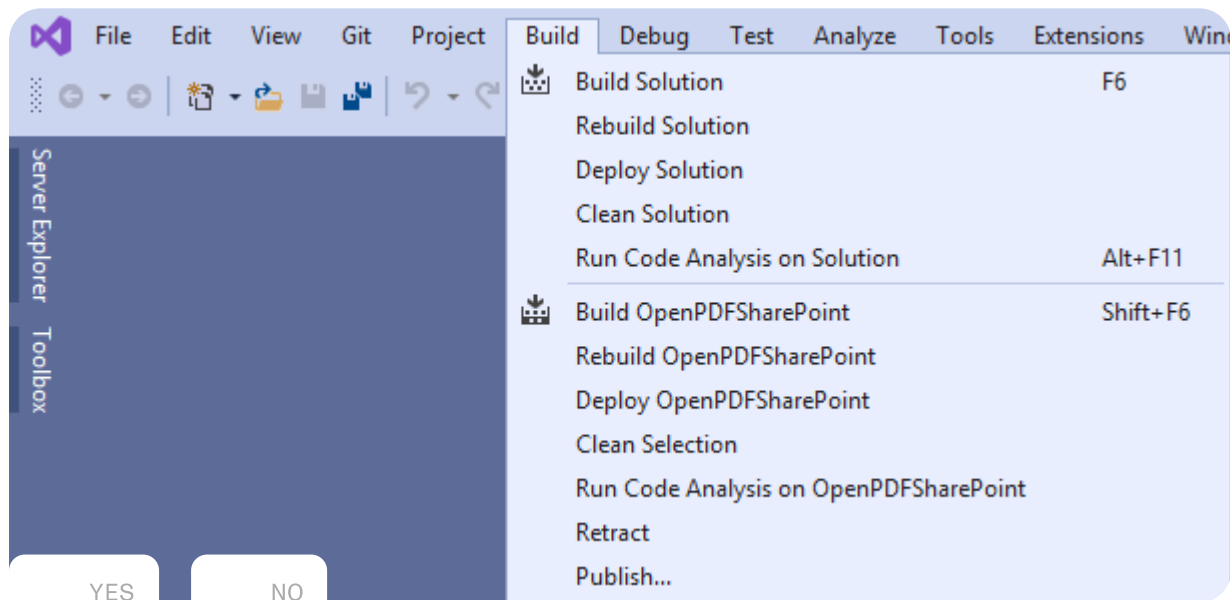 File Edit View Git Project Build Debug Test Analyze Tools Extensions
Build Solution F6
Rebuild Solution
Deploy Solution
Clean Solution
Run Code Analysis on Solution Alt+F11
Build OpenPDFSharePoint Shift+F6
Rebuild OpenPDFSharePoint
Deploy OpenPDFSharePoint
Clean Selection
Run Code Analysis on OpenPDFSharePoint
Retract
Publish...
Server Explorer
Toolbox
YES NO